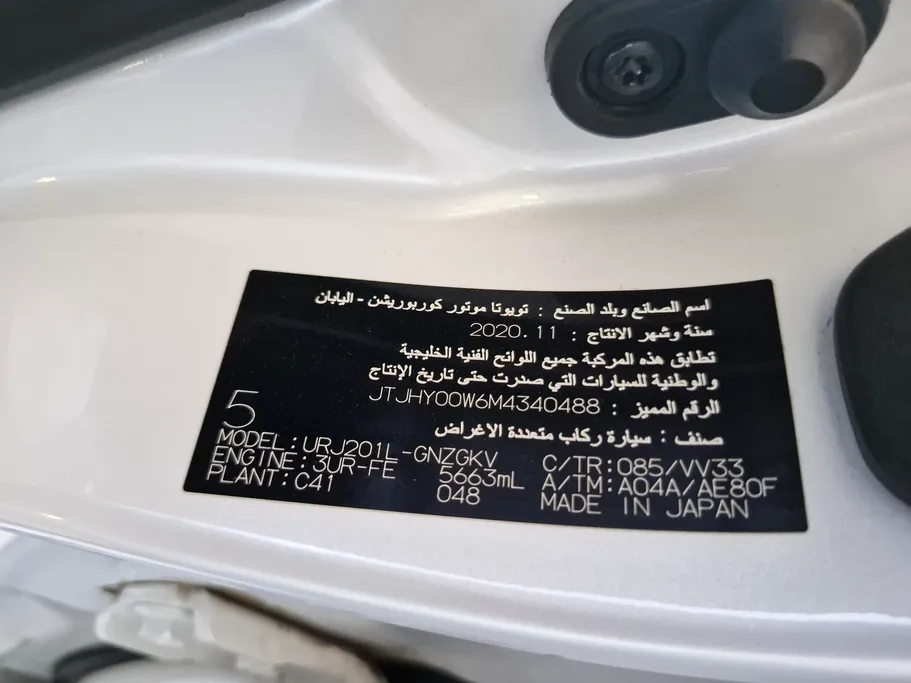 اسم الصانع وبلد الصنع : تويوتا موتور كوربوريشن - اليابان
سنة وشهر الانتاج : 2020.11
تطابق هذه المركبة جميع اللوائح الفنية الخليجية
والوطنية للسيارات التي صدرت حتى تاريخ الإنتاج
الرقم المميز : JTJHY00W6M4340488
صنف : سيارة ركاب متعددة الاغراض
5
MODEL:URJ201L-GNZGKV C/TR:085/VV33
ENGINE:3UR-FE 5663mL A/TM:A04A/AE80F
PLANT:C41 048 MADE IN JAPAN